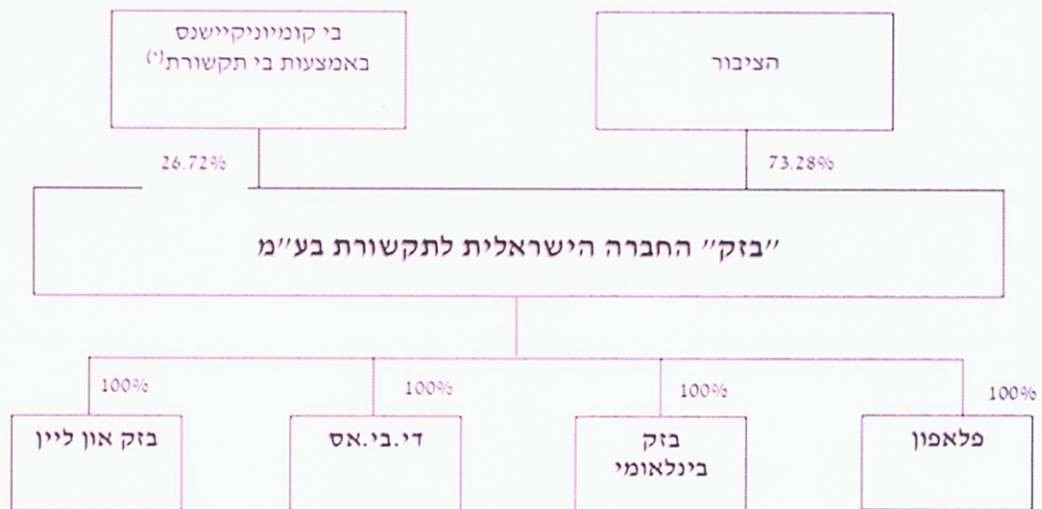 הציבור
בי קומיוניקיישנס
באמצעות בי תקשורת(*)
73.28%
26.72%
"בזק" החברה הישראלית לתקשורת בע"מ
100%
100%
100%
100%
פלאפון
בזק
בינלאומי
די.בי.אס
בזק און ליין